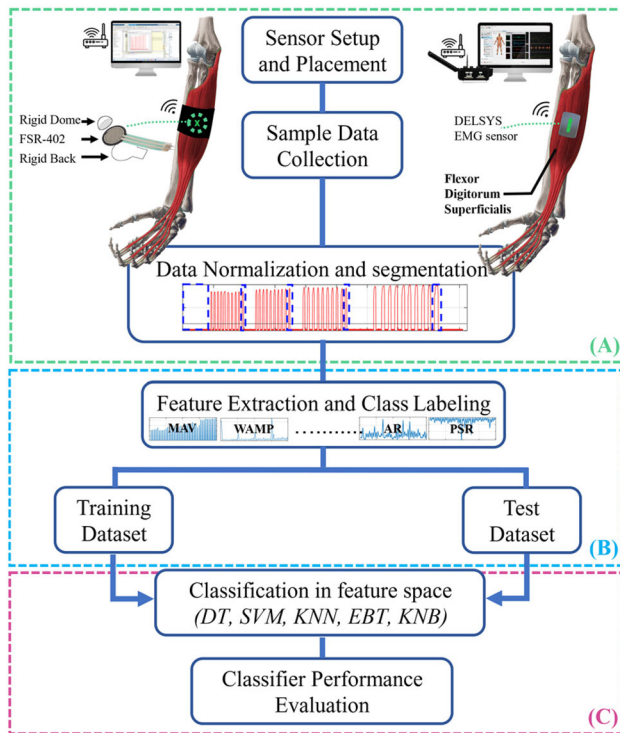 Sensor Setup
and Placement
Rigid Dome
FSR-402
Rigid Back
Sample Data
Collection
DELSYS
EMG sensor
Flexor
Digitorum
Superficialis
Data Normalization and segmentation
(A)
Feature Extraction and Class Labeling
MAV
WAMP
...........
AR
PSR
Training
Dataset
Test
Dataset
(B)
Classification in feature space
(DT, SVM, KNN, EBT, KNB)
Classifier Performance
Evaluation
(C)